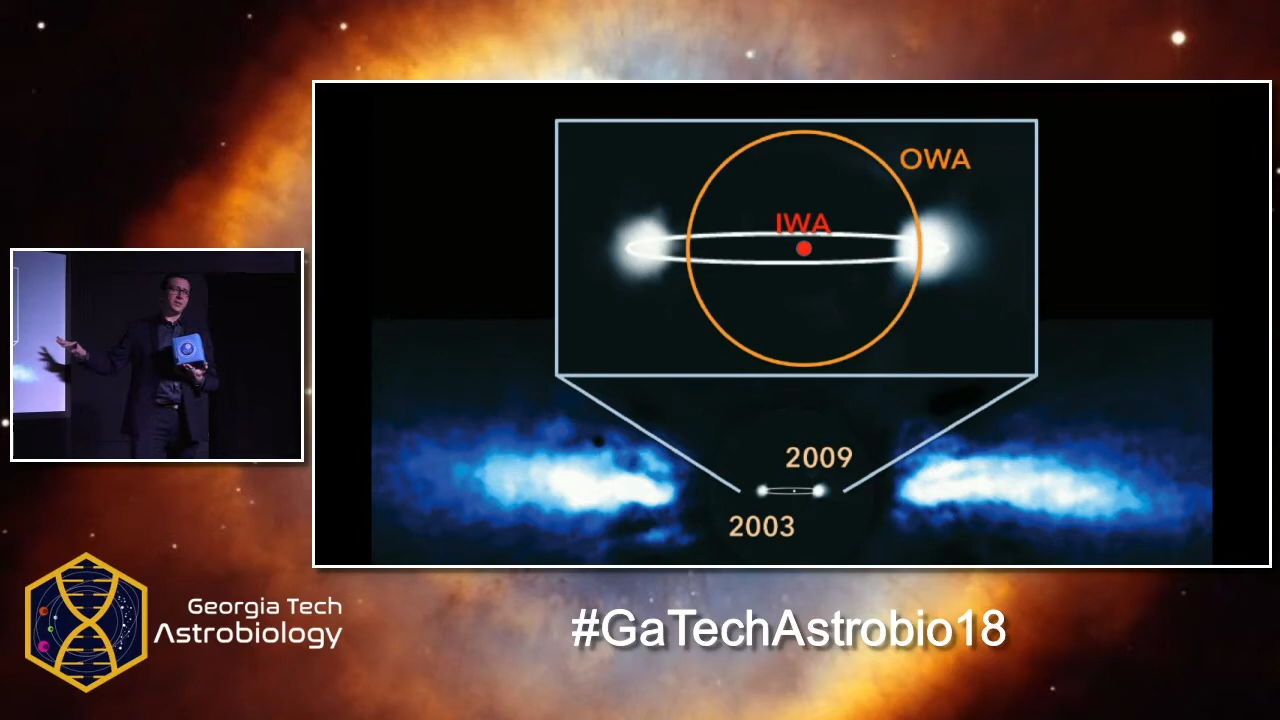 OWA
IWA
2009
2003
Georgia Tech
Astrobiology
#GaTechAstrobio18